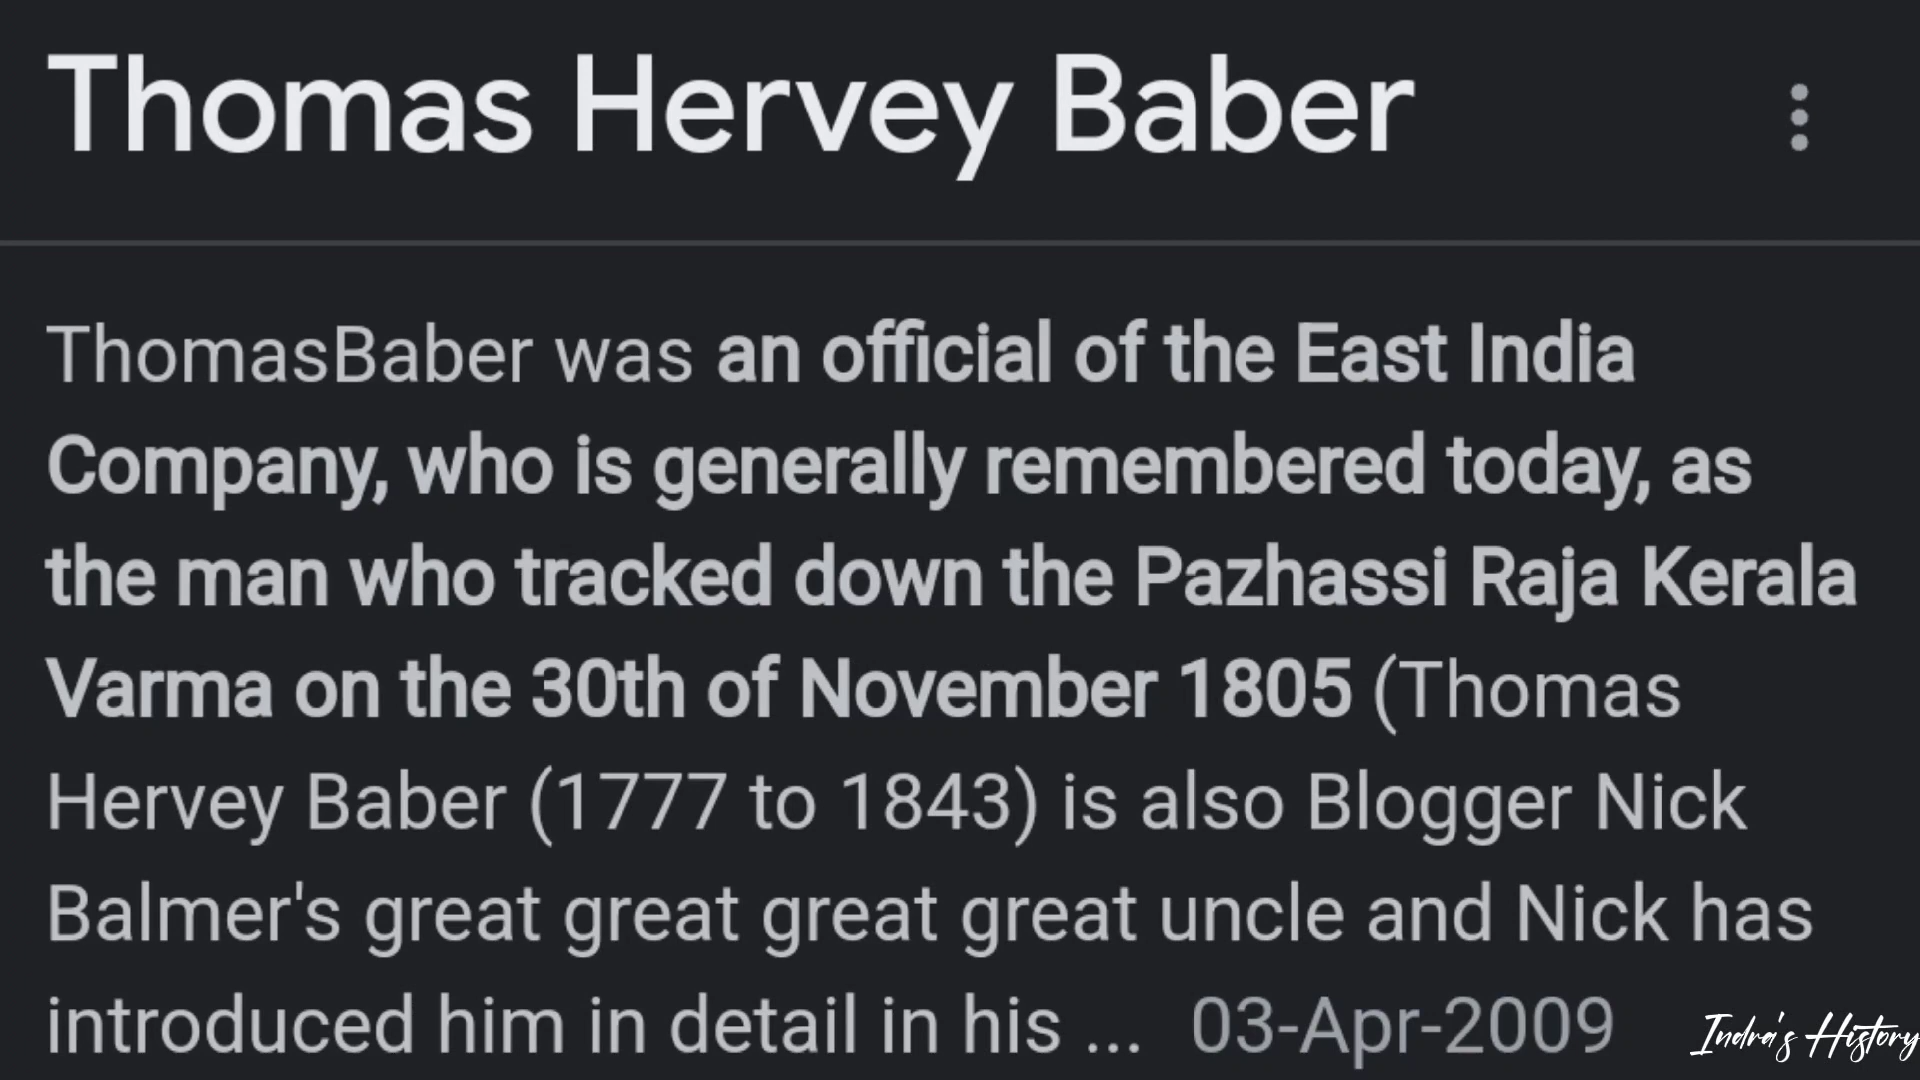 Thomas Hervey Baber
ThomasBaber was an official of the East India
Company, who is generally remembered today, as
the man who tracked down the Pazhassi Raja Kerala
Varma on the 30th of November 1805 (Thomas
Hervey Baber (1777 to 1843) is also Blogger Nick
Balmer's great great great great uncle and Nick has
introduced him in detail in his ... 03-Apr-2009
Indra's History